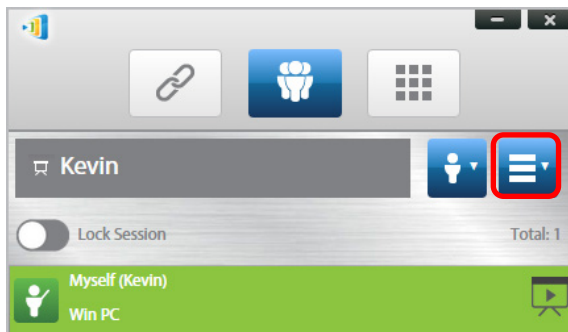 Kevin
Lock Session
Total: 1
Myself (Kevin)
Win PC